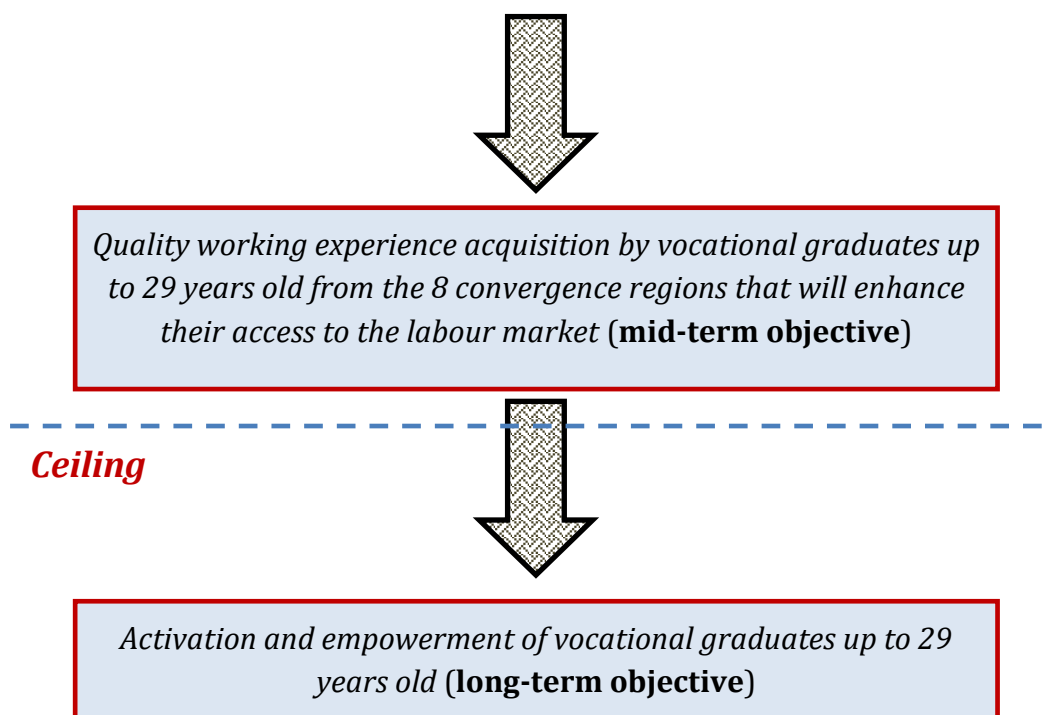 Quality working experience acquisition by vocational graduates up
to 29 years old from the 8 convergence regions that will enhance
their access to the labour market (mid-term objective)
Ceiling
Activation and empowerment of vocational graduates up to 29
years old (long-term objective)